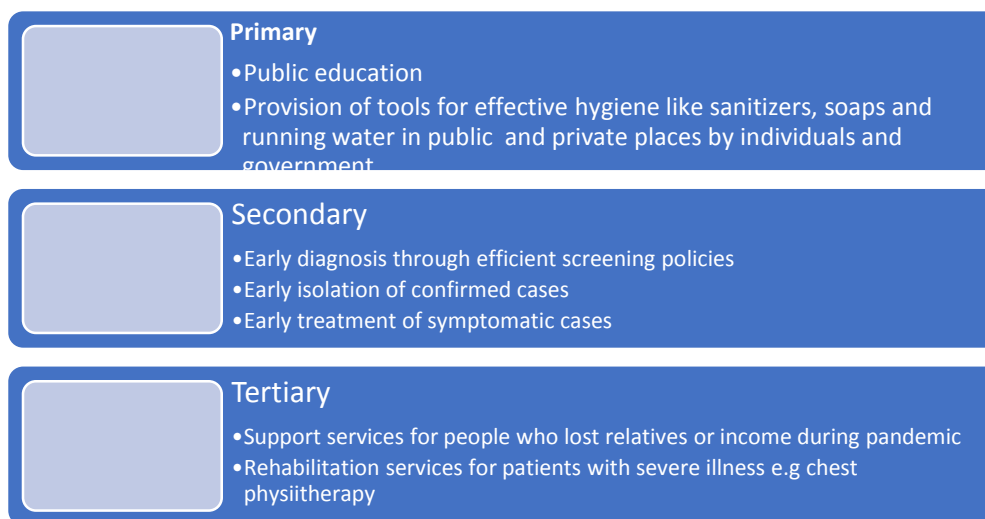 Primary
•Public education
•Provision of tools for effective hygiene like sanitizers, soaps and
running water in public and private places by individuals and
government
Secondary
•Early diagnosis through efficient screening policies
•Early isolation of confirmed cases
•Early treatment of symptomatic cases
Tertiary
•Support services for people who lost relatives or income during pandemic
•Rehabilitation services for patients with severe illness e.g chest
physiitherapy